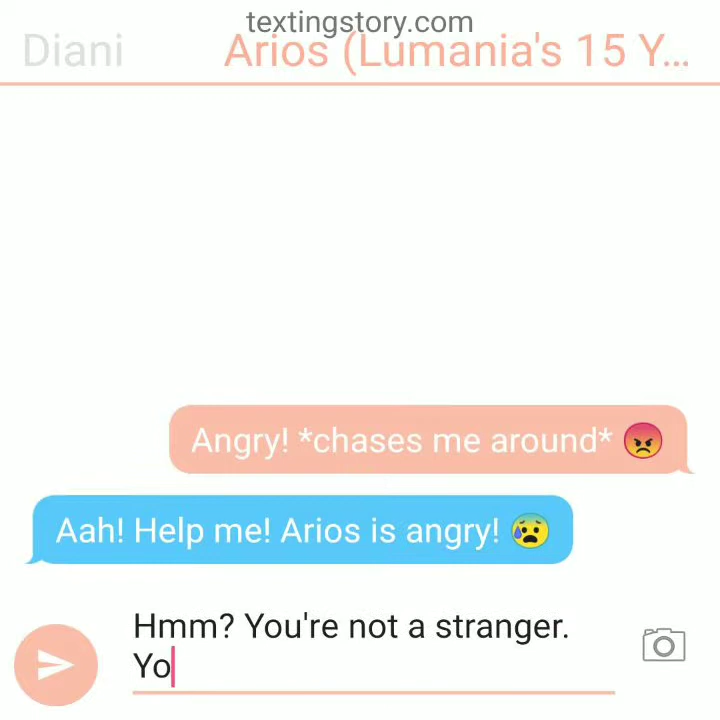 textingstory.com
Diani
Arios (Lumania's 15 Y...
Angry! *chases me around* 😡
Aah! Help me! Arios is angry! 😰
Hmm? You're not a stranger.
Yo